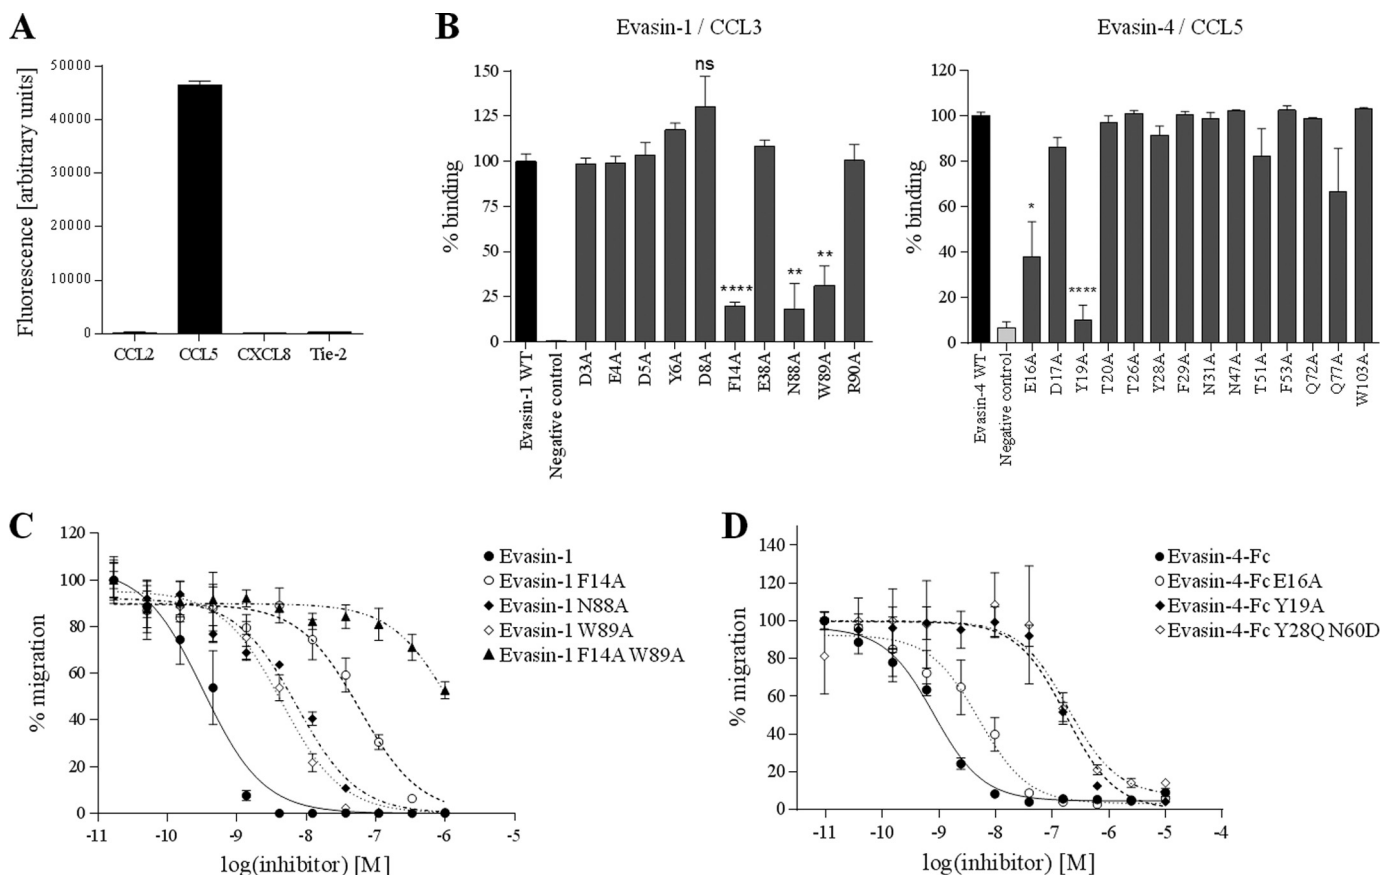 A
Fluorescence [arbitrary units]
50000
40000
30000
20000
10000
0
CCL2
CCL5
CXCL8
Tie-2
B
Evasin-1 / CCL3
% binding
150
125
100
75
50
25
0
ns
****
**
**
Evasin-1 WT
Negative control
D3A
E4A
D5A
Y6A
D8A
F14A
E38A
N88A
W89A
R90A
Evasin-4 / CCL5
% binding
120
100
80
60
40
20
0
*
****
Evasin-4 WT
Negative control
E16A
D17A
Y19A
T20A
T26A
Y28A
F29A
N31A
N47A
T51A
F53A
Q72A
Q77A
W103A
C
% migration
120
100
80
60
40
20
0
-11
-10
-9
-8
-7
-6
-5
log(inhibitor) [M]
Evasin-1
Evasin-1 F14A
Evasin-1 N88A
Evasin-1 W89A
Evasin-1 F14A W89A
D
% migration
140
120
100
80
60
40
20
0
-11
-10
-9
-8
-7
-6
-5
-4
log(inhibitor) [M]
Evasin-4-Fc
Evasin-4-Fc E16A
Evasin-4-Fc Y19A
Evasin-4-Fc Y28Q N60D